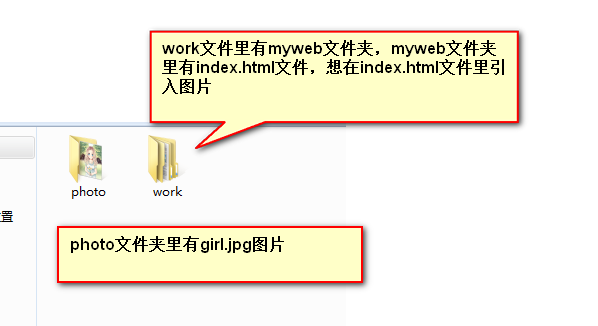 work文件里有myweb文件夹，myweb文件夹
里有index.html文件，想在index.html文件里引
入图片
photo
work
置
photo文件夹里有girl.jpg图片